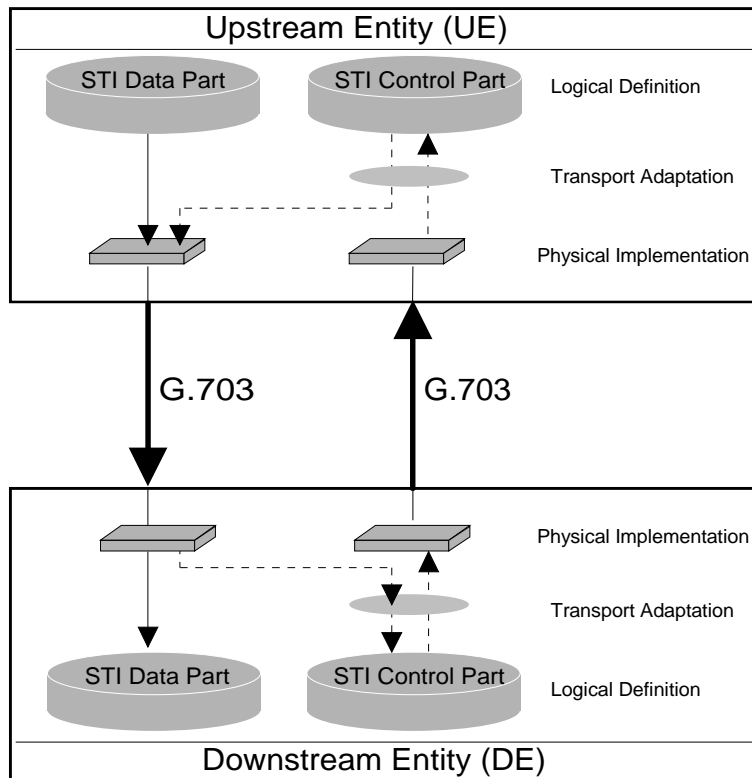 Upstream Entity (UE)
STI Data Part
STI Control Part
Logical Definition
Transport Adaptation
Physical Implementation
G.703
G.703
Physical Implementation
Transport Adaptation
STI Data Part
STI Control Part
Logical Definition
Downstream Entity (DE)